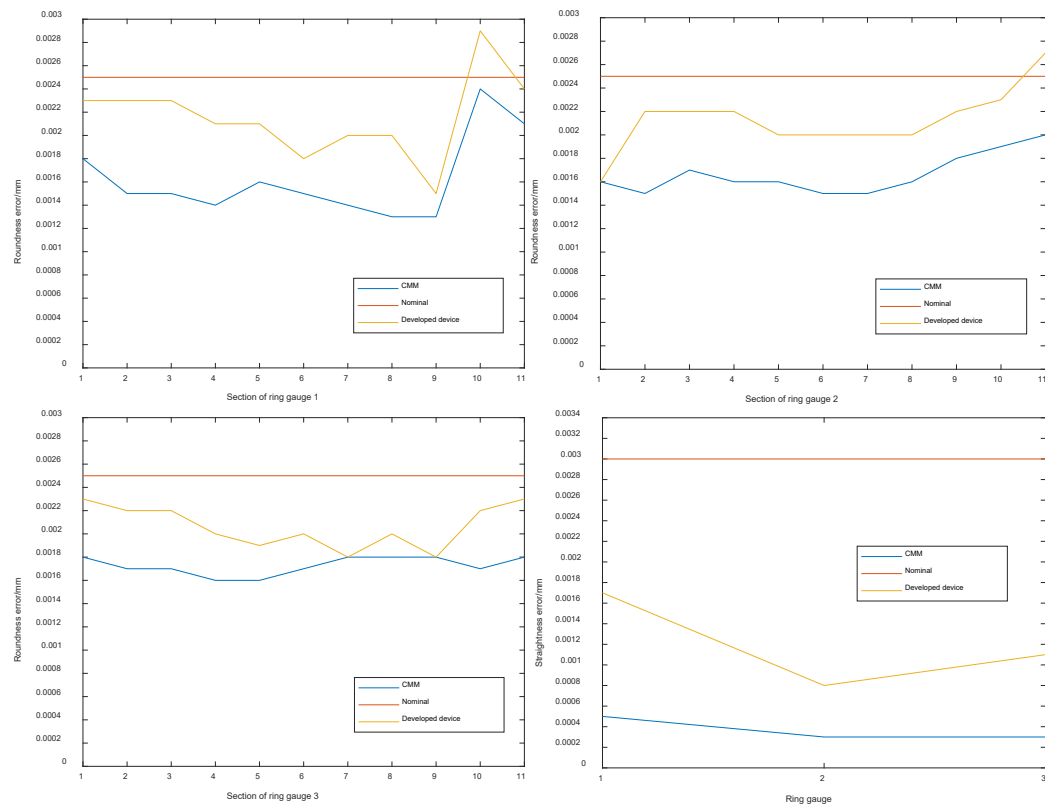 0.003
0.0028
0.0026
0.0024
0.0022
0.002
0.0018
0.0016
0.0014
0.0012
0.001
0.0008
0.0006
0.0004
0.0002
0
Roundness error/mm
CMM
Nominal
Developed device
1 2 3 4 5 6 7 8 9 10 11
Section of ring gauge 1
0.003
0.0028
0.0026
0.0024
0.0022
0.002
0.0018
0.0016
0.0014
0.0012
0.001
0.0008
0.0006
0.0004
0.0002
0
Roundness error/mm
CMM
Nominal
Developed device
1 2 3 4 5 6 7 8 9 10 11
Section of ring gauge 2
0.003
0.0028
0.0026
0.0024
0.0022
0.002
0.0018
0.0016
0.0014
0.0012
0.001
0.0008
0.0006
0.0004
0.0002
0
Roundness error/mm
CMM
Nominal
Developed device
1 2 3 4 5 6 7 8 9 10 11
Section of ring gauge 3
0.0034
0.0032
0.003
0.0028
0.0026
0.0024
0.0022
0.002
0.0018
0.0016
0.0014
0.0012
0.001
0.0008
0.0006
0.0004
0.0002
0
Straightness error/mm
CMM
Nominal
Developed device
1 2 3
Ring gauge